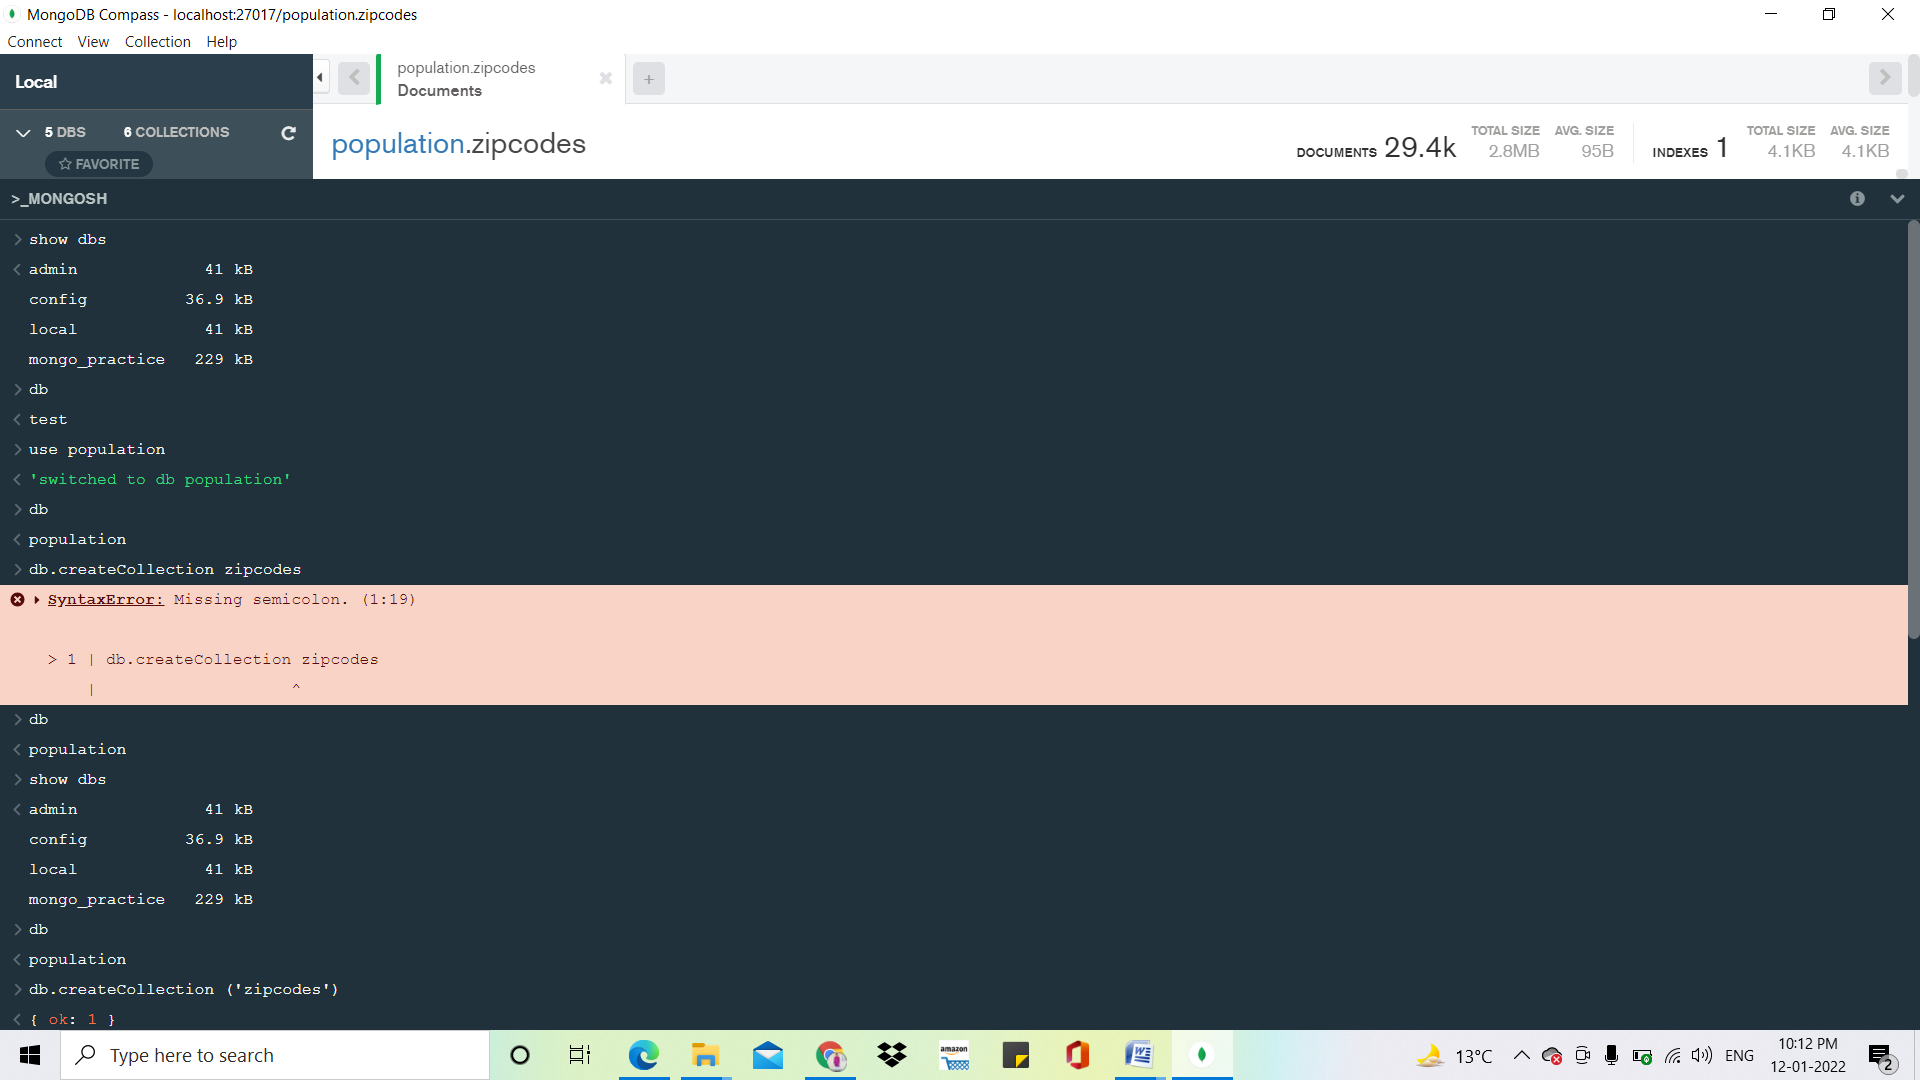 MongoDB Compass - localhost:27017/population.zipcodes
Connect View Collection Help
Local
population.zipcodes
Documents
5 DBS 6 COLLECTIONS
FAVORITE
population.zipcodes
DOCUMENTS 29.4k
TOTAL SIZE 2.8MB
AVG. SIZE 95B
INDEXES 1
TOTAL SIZE 4.1KB
AVG. SIZE 4.1KB
>_MONGOSH
> show dbs
< admin 41 kB
config 36.9 kB
local 41 kB
mongo_practice 229 kB
> db
< test
> use population
< 'switched to db population'
> db
< population
> db.createCollection zipcodes
SyntaxError: Missing semicolon. (1:19)
> 1 | db.createCollection zipcodes
| ^
> db
< population
> show dbs
< admin 41 kB
config 36.9 kB
local 41 kB
mongo_practice 229 kB
> db
< population
> db.createCollection ('zipcodes')
< { ok: 1 }
Type here to search
amazon
W
13°C
ENG
10:12 PM
12-01-2022
2